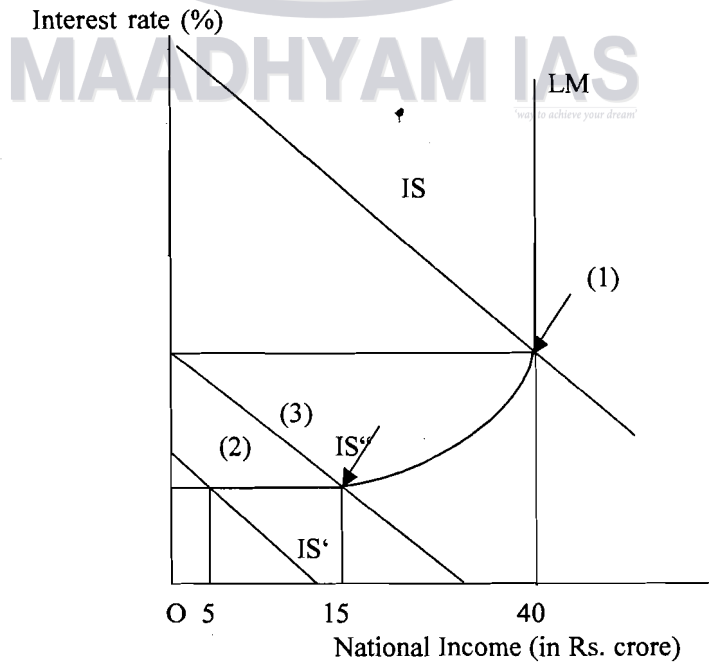 Interest rate (%)
MAADHYAM IAS
'way to achieve your dream'
LM
IS
(1)
(3)
(2)
IS“
IS‘
O 5 15 40
National Income (in Rs. crore)